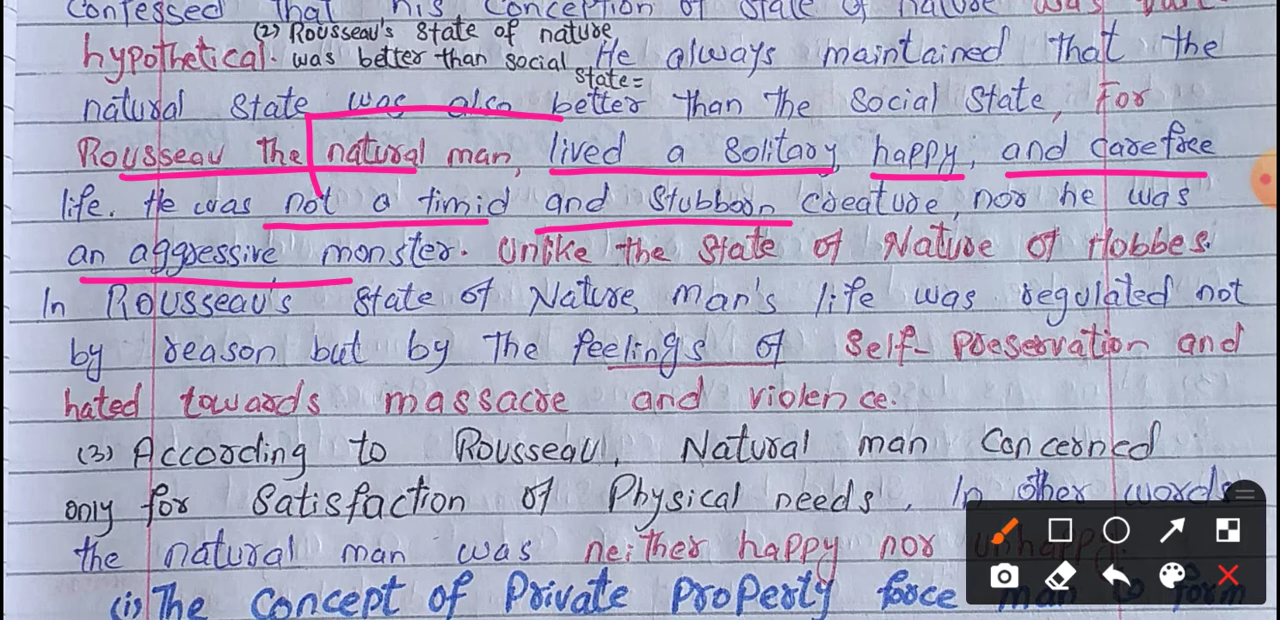 Confessed that his conception of state of nature was
(2) Rousseau's state of nature
hypothetical. was better than social He always maintained that the
state=
natural state was also better than the social state, For
Rousseau the natural man, lived a solitary, happy, and carefree
life. He was not a timid and stubborn creature, nor he was
an aggressive monster. Unlike the state of Nature of Hobbes.
In Rousseau's state of Nature man's life was regulated not
by reason but by the feelings of self-preservation and
hated towards massacre and violence.
(3) According to Rousseau, Natural man concerned
only for satisfaction of Physical needs. In other words
the natural man was neither happy nor unhappy.
(i) The concept of Private Property force man to form